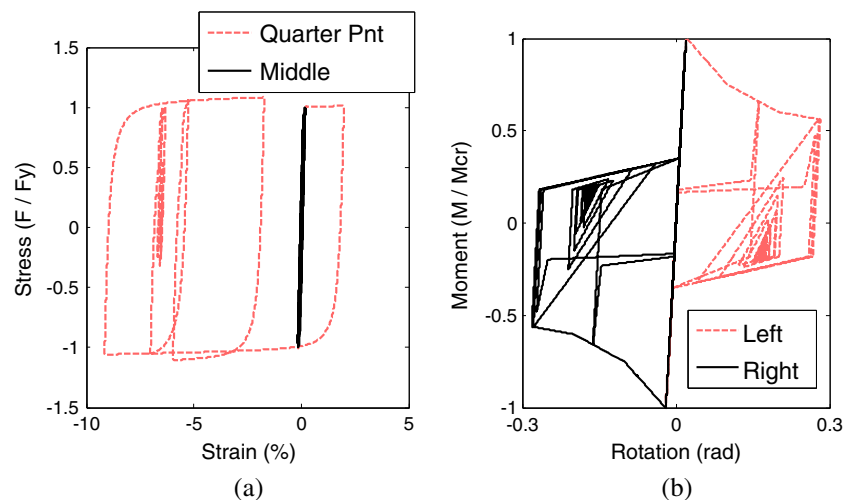 Quarter Pnt
Middle
1.5
1
0.5
0
-0.5
-1
-1.5
Stress (F / Fy)
-10
-5
0
5
Strain (%)
(a)
1
0.5
0
-0.5
-1
Moment (M / Mcr)
Left
Right
-0.3
0
0.3
Rotation (rad)
(b)